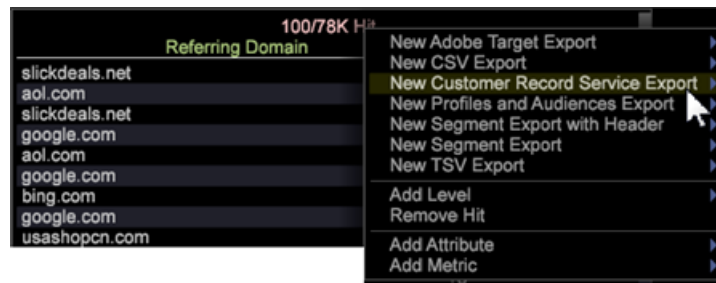 100/78K Hit
Referring Domain
slickdeals.net
aol.com
slickdeals.net
google.com
aol.com
google.com
bing.com
google.com
usashopcn.com
New Adobe Target Export
New CSV Export
New Customer Record Service Export
New Profiles and Audiences Export
New Segment Export with Header
New Segment Export
New TSV Export
Add Level
Remove Hit
Add Attribute
Add Metric